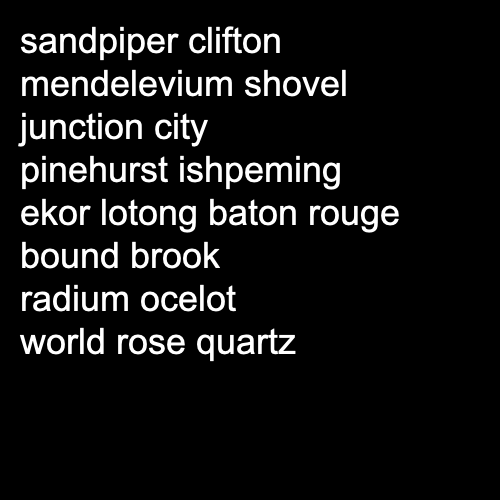 sandpiper clifton
mendelevium shovel
junction city
pinehurst ishpeming
ekor lotong baton rouge
bound brook
radium ocelot
world rose quartz